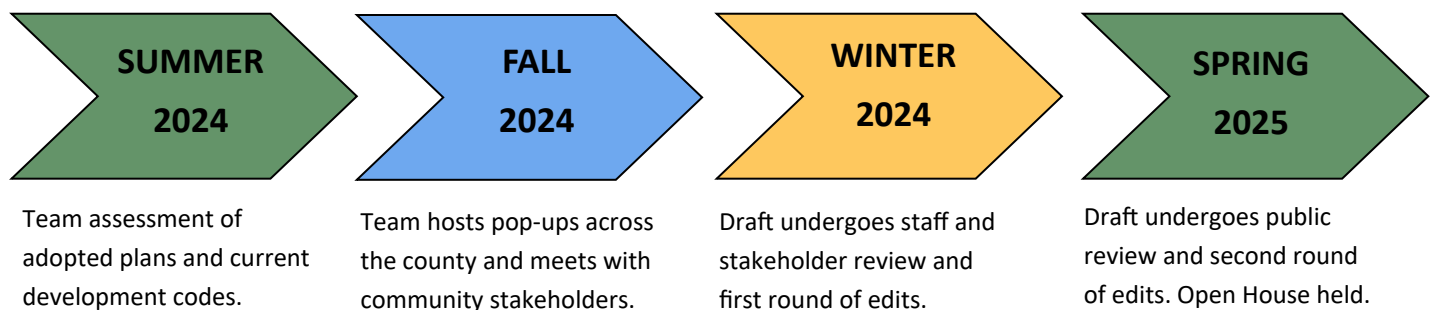 SUMMER
2024
Team assessment of
adopted plans and current
development codes.
FALL
2024
Team hosts pop-ups across
the county and meets with
community stakeholders.
WINTER
2024
Draft undergoes staff and
stakeholder review and
first round of edits.
SPRING
2025
Draft undergoes public
review and second round
of edits. Open House held.